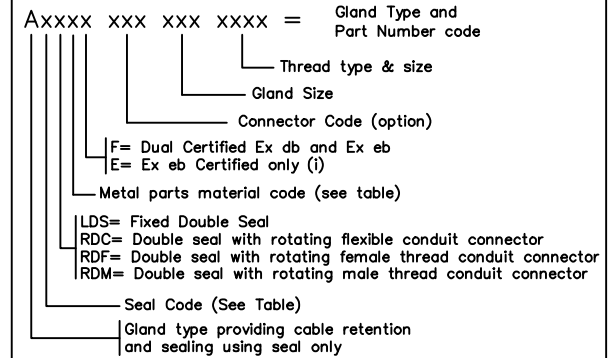 Axxxx xxx xxx xxxx = Gland Type and
Part Number code
Thread type & size
Gland Size
Connector Code (option)
F= Dual Certified Ex db and Ex eb
E= Ex eb Certified only (i)
Metal parts material code (see table)
LDS= Fixed Double Seal
RDC= Double seal with rotating flexible conduit connector
RDF= Double seal with rotating female thread conduit connector
RDM= Double seal with rotating male thread conduit connector
Seal Code (See Table)
Gland type providing cable retention
and sealing using seal only